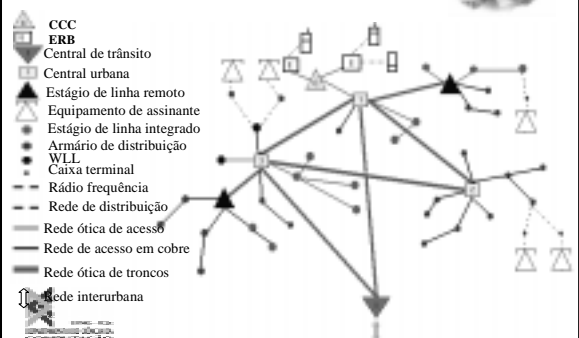 CCC
ERB
Central de trânsito
Central urbana
Estágio de linha remoto
Equipamento de assinante
Estágio de linha integrado
Armário de distribuição
WLL
Caixa terminal
Rádio frequência
Rede de distribuição
Rede ótica de acesso
Rede de acesso em cobre
Rede ótica de troncos
Rede interurbana